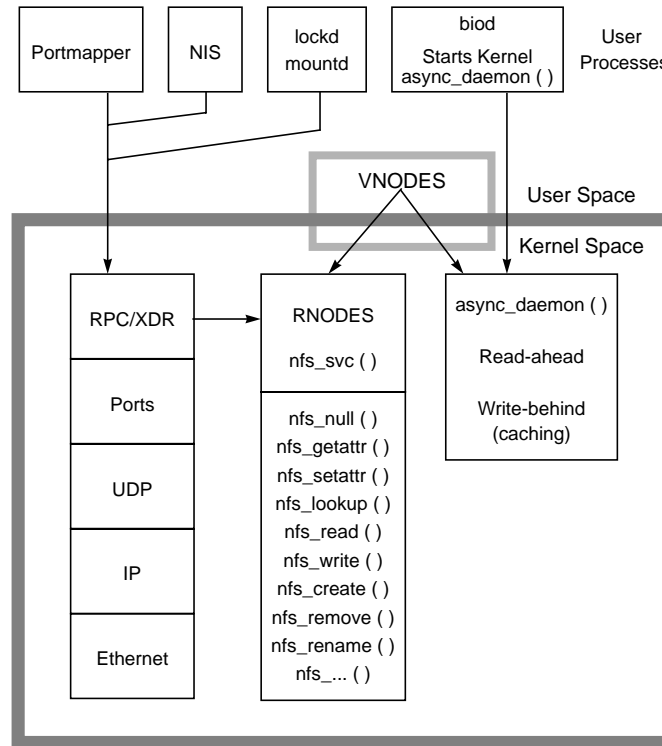 Portmapper
NIS
lockd
mountd
biod
Starts Kernel
async_daemon ( )
User
Processes
VNODES
User Space
Kernel Space
RPC/XDR
Ports
UDP
IP
Ethernet
RNODES
nfs_svc ( )
nfs_null ( )
nfs_getattr ( )
nfs_setattr ( )
nfs_lookup ( )
nfs_read ( )
nfs_write ( )
nfs_create ( )
nfs_remove ( )
nfs_rename ( )
nfs_... ( )
async_daemon ( )
Read-ahead
Write-behind
(caching)